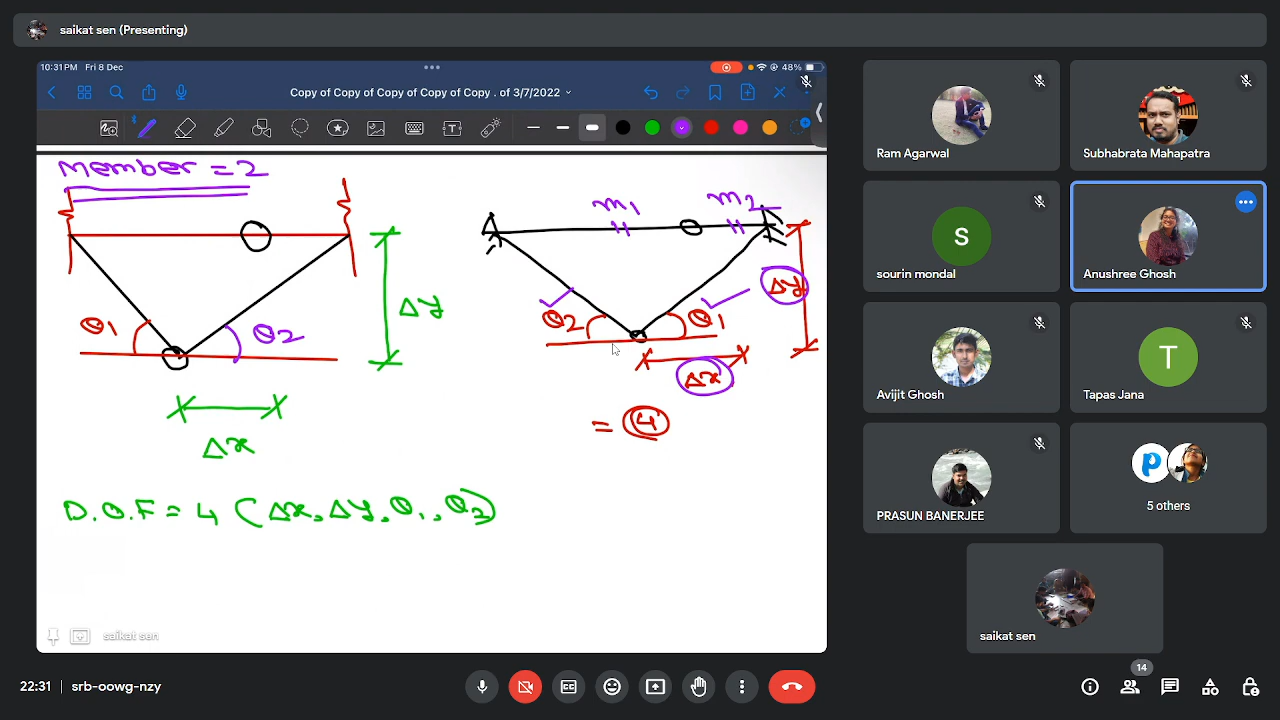 saikat sen (Presenting)
10:31 PM Fri 8 Dec
48%
Copy of Copy of Copy of Copy of Copy . of 3/7/2022
Member = 2
θ1
θ2
Δy
Δx
D.O.F = 4 (Δx, Δy, θ1, θ2)
m1
m2
Δy
θ2
θ1
Δx
= 4
saikat sen
Ram Agarwal
Subhabrata Mahapatra
S
sourin mondal
Anushree Ghosh
Avijit Ghosh
T
Tapas Jana
PRASUN BANERJEE
P
5 others
saikat sen
22:31 | srb-oowg-nzy
14